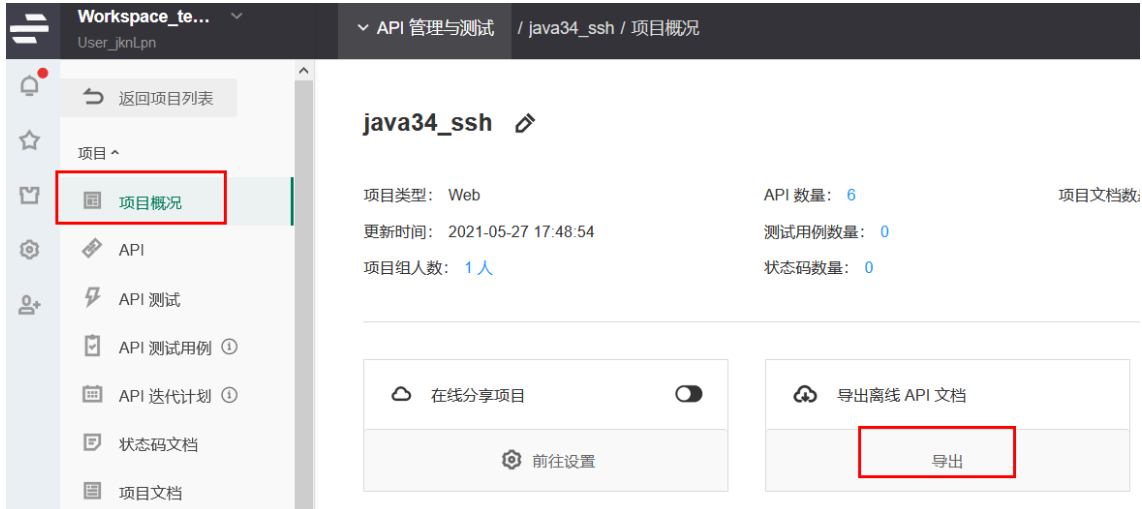 Workspace_te...
User_jknLpn
API 管理与测试 / java34_ssh / 项目概况
返回项目列表
项目
项目概况
API
API 测试
API 测试用例
API 迭代计划
状态码文档
项目文档
java34_ssh
项目类型： Web
API 数量： 6
项目文档数
更新时间： 2021-05-27 17:48:54
测试用例数量： 0
项目组人数： 1 人
状态码数量： 0
在线分享项目
前往设置
导出离线 API 文档
导出